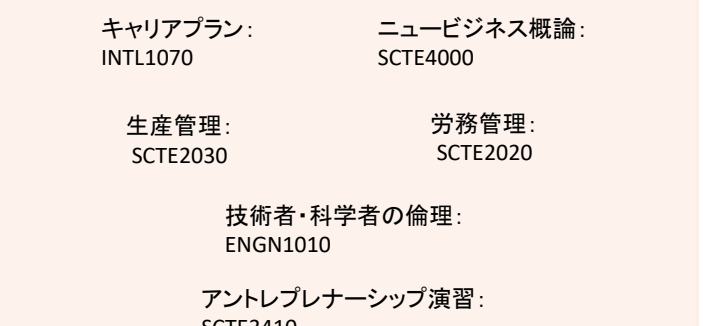 キャリアプラン：
INTL1070
ニュービジネス概論：
SCTE4000
生産管理：
SCTE2030
労務管理：
SCTE2020
技術者・科学者の倫理：
ENGN1010
アントレプレナーシップ演習：